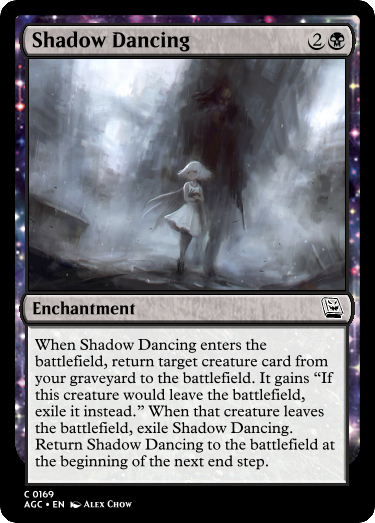 Shadow Dancing 2
Enchantment
When Shadow Dancing enters the
battlefield, return target creature card from
your graveyard to the battlefield. It gains “If
this creature would leave the battlefield,
exile it instead.” When that creature leaves
the battlefield, exile Shadow Dancing.
Return Shadow Dancing to the battlefield at
the beginning of the next end step.
C 0169
AGC • EN Alex Chow